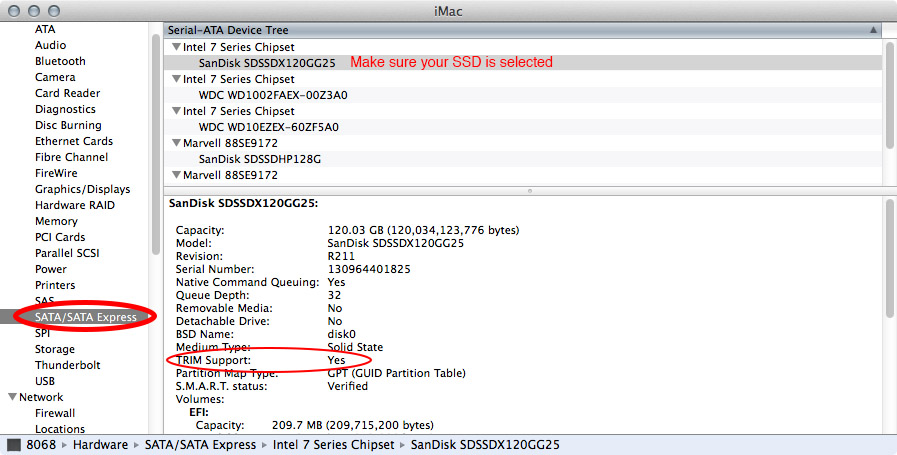 iMac
ATA
Audio
Bluetooth
Camera
Card Reader
Diagnostics
Disc Burning
Ethernet Cards
Fibre Channel
FireWire
Graphics/Displays
Hardware RAID
Memory
PCI Cards
Parallel SCSI
Power
Printers
SAS
SATA/SATA Express
SPI
Storage
Thunderbolt
USB
Network
Firewall
Locations
Serial-ATA Device Tree
Intel 7 Series Chipset
SanDisk SDSSDX120GG25 Make sure your SSD is selected
Intel 7 Series Chipset
WDC WD1002FAEX-00Z3A0
Intel 7 Series Chipset
WDC WD10EZEX-60ZF5A0
Marvell 88SE9172
SanDisk SDSSDHP128G
Marvell 88SE9172
SanDisk SDSSDX120GG25:
Capacity: 120.03 GB (120,034,123,776 bytes)
Model: SanDisk SDSSDX120GG25
Revision: R211
Serial Number: 130964401825
Native Command Queuing: Yes
Queue Depth: 32
Removable Media: No
Detachable Drive: No
BSD Name: disk0
Medium Type: Solid State
TRIM Support: Yes
Partition Map Type: GPT (GUID Partition Table)
S.M.A.R.T. status: Verified
Volumes:
EFI:
Capacity: 209.7 MB (209,715,200 bytes)
8068 ▸ Hardware ▸ SATA/SATA Express ▸ Intel 7 Series Chipset ▸ SanDisk SDSSDX120GG25